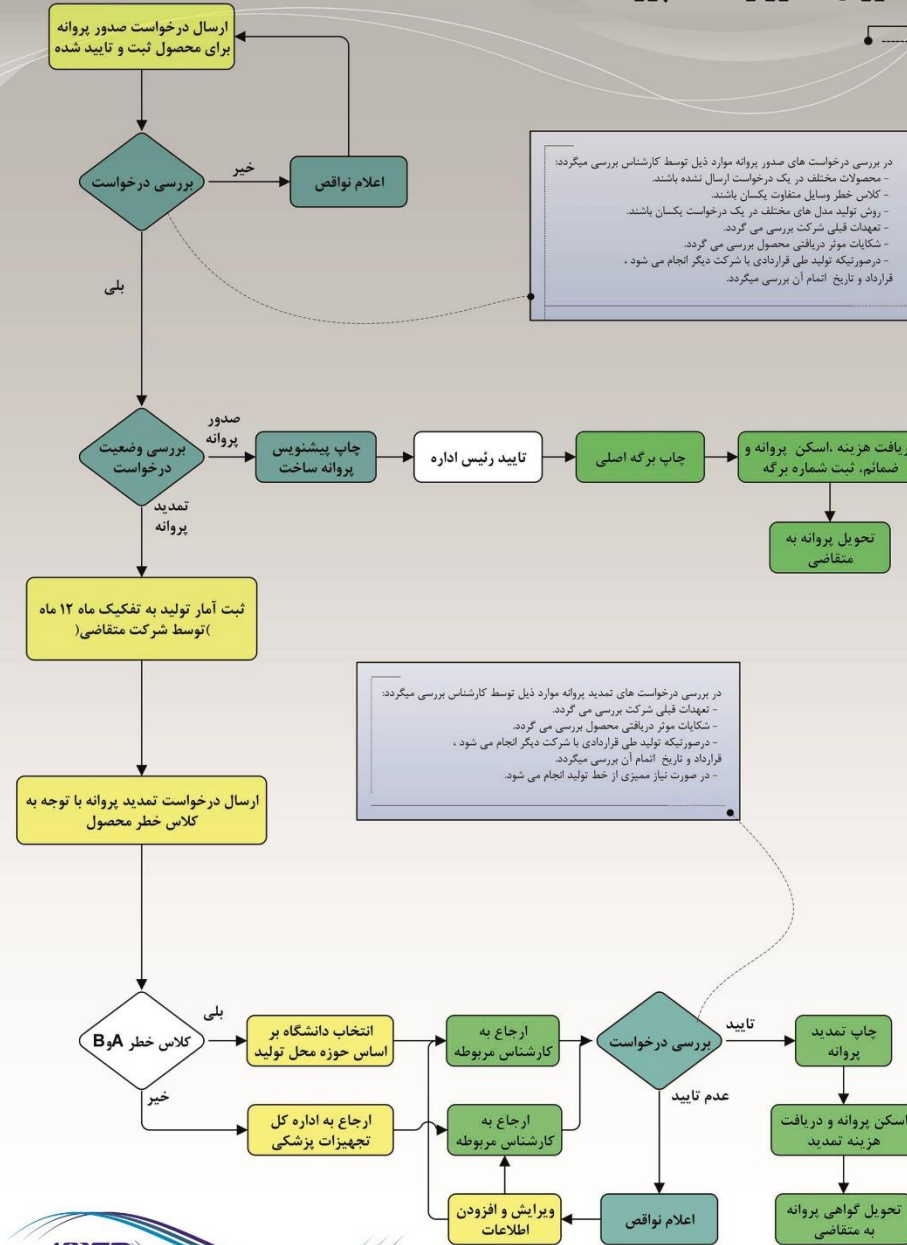 ارسال درخواست صدور پروانه
برای محصول ثبت و تایید شده
بررسی درخواست
خیر
اعلام نواقص
بلی
در بررسی درخواست های صدور پروانه موارد ذیل توسط کارشناس بررسی میگردد:
- محصولات مختلف در یک درخواست ارسال نشده باشند.
- کلاس خطر وسایل متفاوت یکسان باشند.
- روش تولید مدل های مختلف در یک درخواست یکسان باشند.
- تعهدات قبلی شرکت بررسی می گردد.
- شکایات موثر دریافتی محصول بررسی می گردد.
- درصورتیکه تولید طی قراردادی با شرکت دیگر انجام می شود ،
قرارداد و تاریخ اتمام آن بررسی میگردد.
بررسی وضعیت
درخواست
صدور
پروانه
چاپ پیشنویس
پروانه ساخت
تایید رئیس اداره
چاپ برگه اصلی
ریافت هزینه ،اسکن پروانه و
ضمائم، ثبت شماره برگه
تحویل پروانه به
متقاضی
تمدید
پروانه
ثبت آمار تولید به تفکیک ماه ۱۲ ماه
)توسط شرکت متقاضی(
در بررسی درخواست های تمدید پروانه موارد ذیل توسط کارشناس بررسی میگردد:
- تعهدات قبلی شرکت بررسی می گردد.
- شکایات موثر دریافتی محصول بررسی می گردد.
- درصورتیکه تولید طی قراردادی با شرکت دیگر انجام می شود ،
قرارداد و تاریخ اتمام آن بررسی میگردد.
- در صورت نیاز ممیزی از خط تولید انجام می شود.
ارسال درخواست تمدید پروانه با توجه به
کلاس خطر محصول
کلاس خطر AوB
بلی
انتخاب دانشگاه بر
اساس حوزه محل تولید
ارجاع به
کارشناس مربوطه
بررسی درخواست
تایید
چاپ تمدید
پروانه
خیر
ارجاع به اداره کل
تجهیزات پزشکی
ارجاع به
کارشناس مربوطه
عدم تایید
اسکن پروانه و دریافت
هزینه تمدید
ویرایش و افزودن
اطلاعات
اعلام نواقص
تحویل گواهی پروانه
به متقاضی